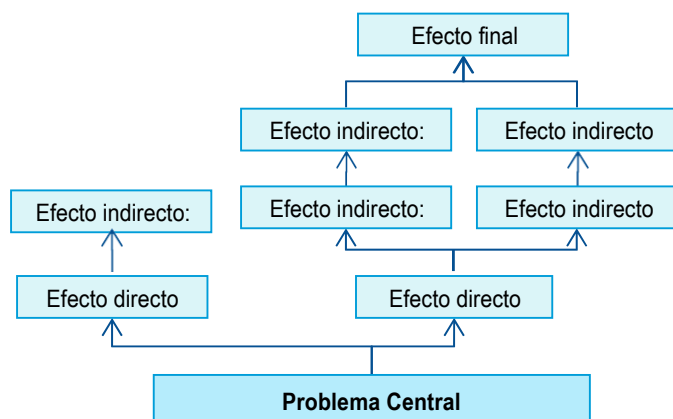 Efecto final
Efecto indirecto:
Efecto indirecto
Efecto indirecto:
Efecto indirecto:
Efecto indirecto
Efecto directo
Efecto directo
Problema Central